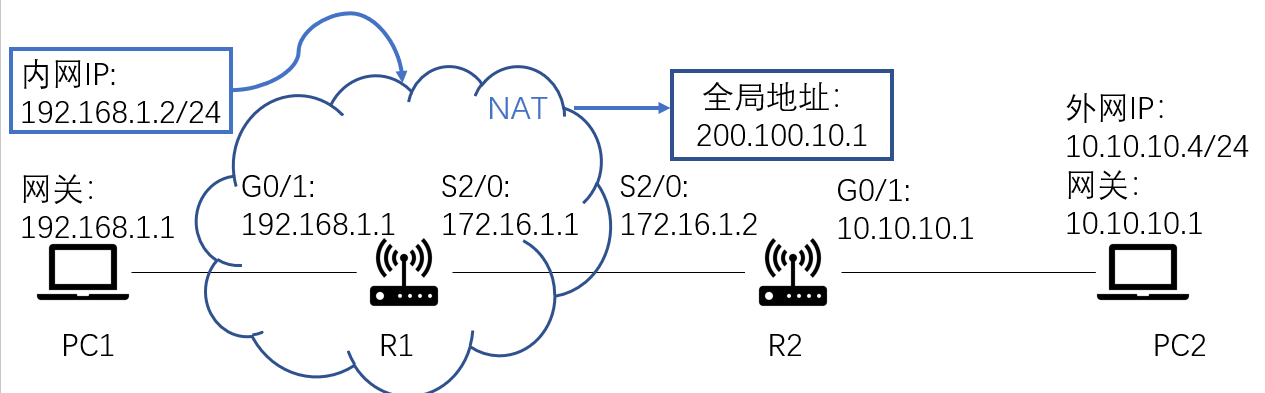 内网IP:
192.168.1.2/24
NAT
全局地址：
200.100.10.1
外网IP：
10.10.10.4/24
网关：
10.10.10.1
网关：
192.168.1.1
G0/1:
192.168.1.1
S2/0:
172.16.1.1
S2/0:
172.16.1.2
G0/1:
10.10.10.1
PC1
R1
R2
PC2